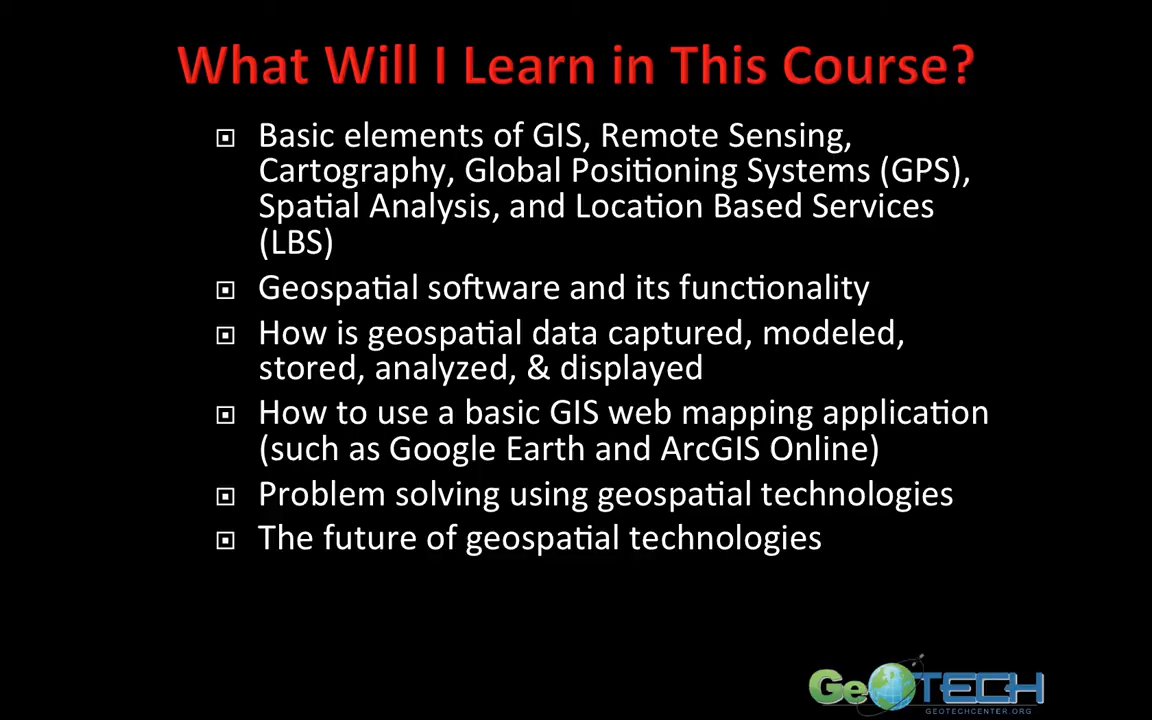 What Will I Learn in This Course?
Basic elements of GIS, Remote Sensing,
Cartography, Global Positioning Systems (GPS),
Spatial Analysis, and Location Based Services
(LBS)
Geospatial software and its functionality
How is geospatial data captured, modeled,
stored, analyzed, & displayed
How to use a basic GIS web mapping application
(such as Google Earth and ArcGIS Online)
Problem solving using geospatial technologies
The future of geospatial technologies
GeoTECH
GEOTECHCENTER.ORG